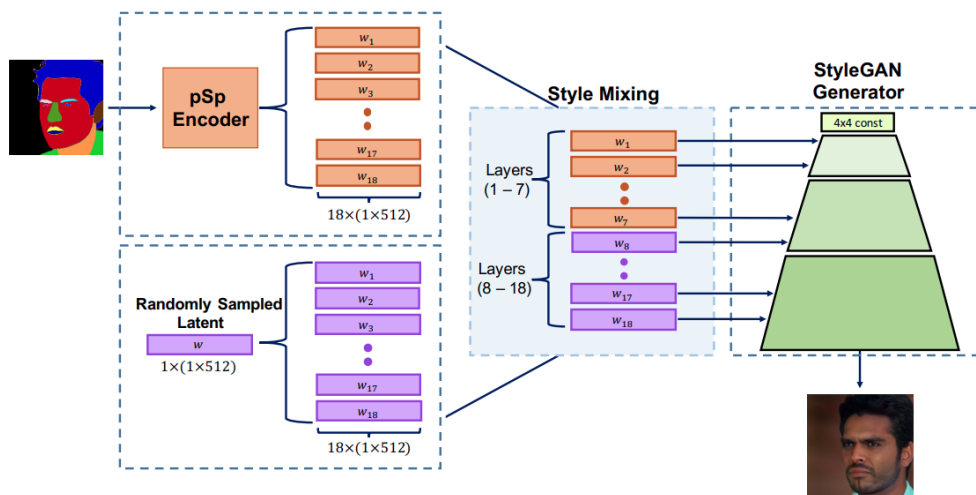 pSp
Encoder
w₁
w₂
w₃
w₁₇
w₁₈
18×(1×512)
Randomly Sampled
Latent
w
1×(1×512)
w₁
w₂
w₃
w₁₇
w₁₈
18×(1×512)
Style Mixing
Layers
(1 – 7)
w₁
w₂
w₇
Layers
(8 – 18)
w₈
w₁₇
w₁₈
StyleGAN
Generator
4x4 const